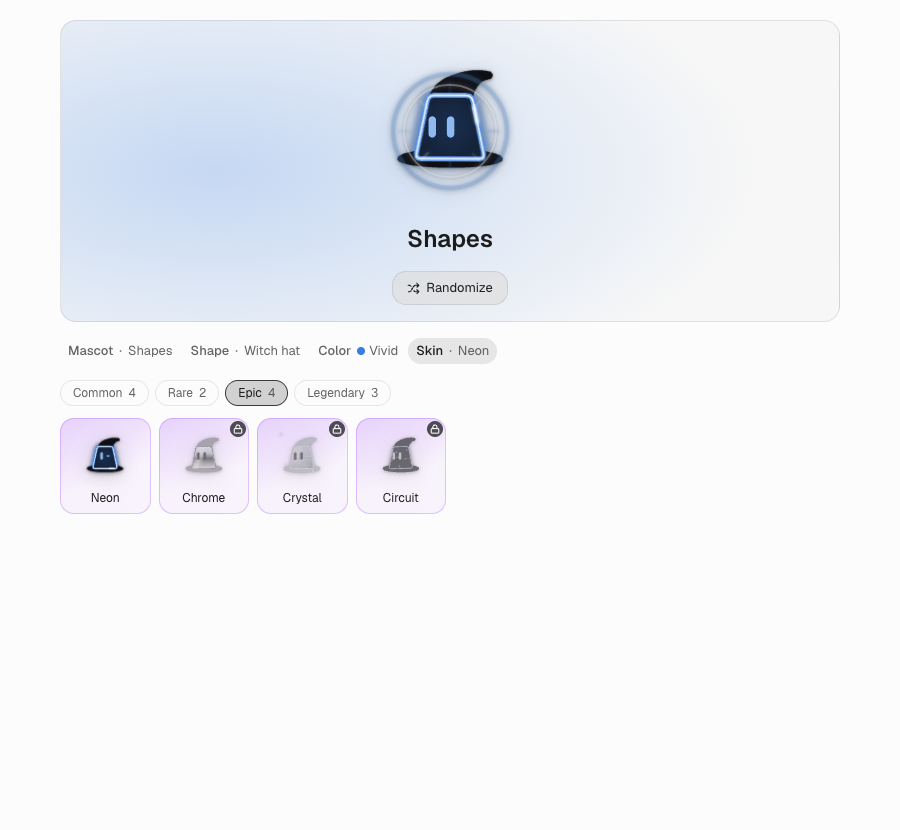 Shapes
Randomize
Mascot · Shapes Shape · Witch hat Color Vivid Skin · Neon
Common 4 Rare 2 Epic 4 Legendary 3
Neon Chrome Crystal Circuit